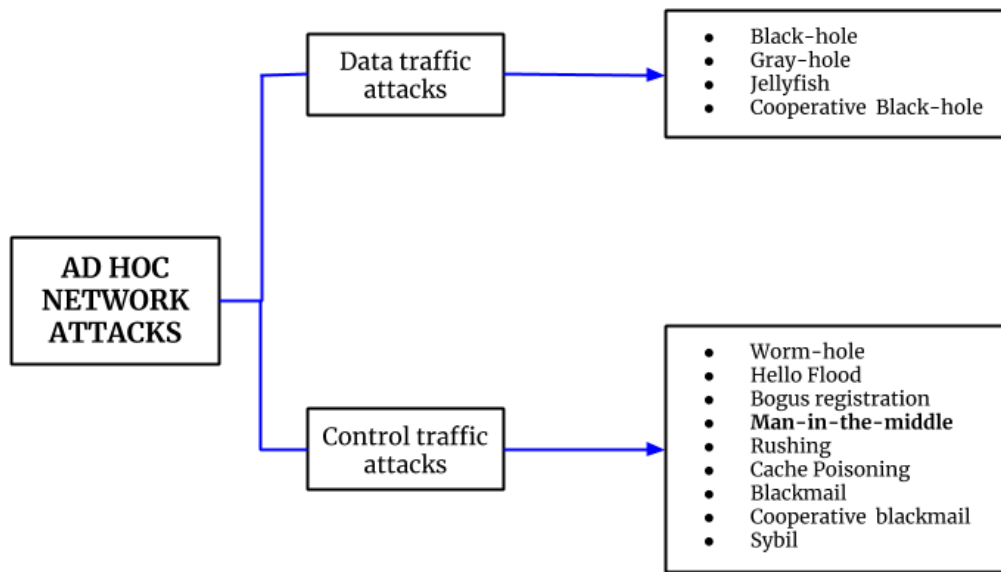 Data traffic
attacks
● Black-hole
● Gray-hole
● Jellyfish
● Cooperative Black-hole
AD HOC
NETWORK
ATTACKS
Control traffic
attacks
● Worm-hole
● Hello Flood
● Bogus registration
● Man-in-the-middle
● Rushing
● Cache Poisoning
● Blackmail
● Cooperative blackmail
● Sybil